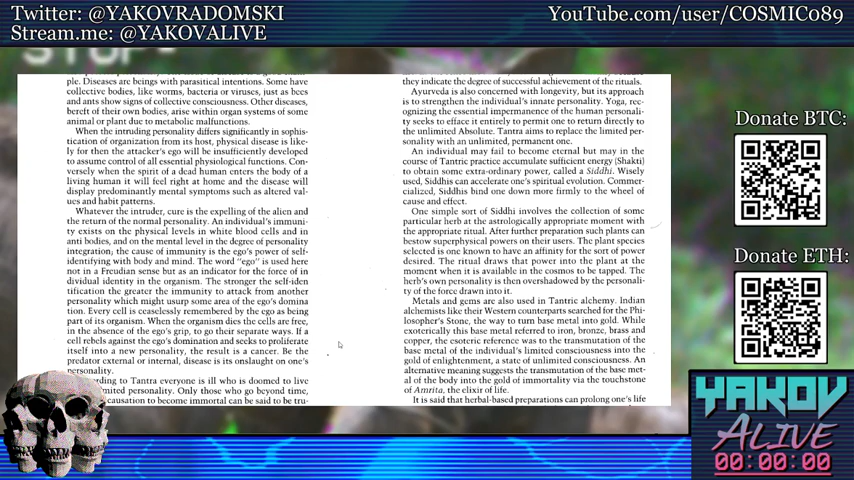 Twitter: @YAKOVRADOMSKI
Stream.me: @YAKOVALIVE
YouTube.com/user/COSMIC089
STOP
ple. Diseases are beings with parasitical intentions. Some have
collective bodies, like worms, bacteria or viruses, just as bees
and ants show signs of collective consciousness. Other diseases,
bereft of their own bodies, arise within organ systems of some
animal or plant due to metabolic malfunctions.
When the intruding personality differs significantly in sophis-
tication of organization from its host, physical disease is like-
ly for then the attacker's ego will be insufficiently developed
to assume control of all essential physiological functions. Con-
versely when the spirit of a dead human enters the body of a
living human it will feel right at home and the disease will
display predominantly mental symptoms such as altered val-
ues and habit patterns.
Whatever the intruder, cure is the expelling of the alien and
the return of the normal personality. An individual's immuni-
ty exists on the physical levels in white blood cells and in
anti bodies, and on the mental level in the degree of personality
integration; the cause of immunity is the ego's power of self-
identifying with body and mind. The word "ego" is used here
not in a Freudian sense but as an indicator for the force of in
dividual identity in the organism. The stronger the self-iden
tification the greater the immunity to attack from another
personality which might usurp some area of the ego's domina
tion. Every cell is ceaselessly remembered by the ego as being
part of its organism. When the organism dies the cells are free,
in the absence of the ego's grip, to go their separate ways. If a
cell rebels against the ego's domination and seeks to proliferate
itself into a new personality, the result is a cancer. Be the
predator external or internal, disease is its onslaught on one's
personality.
ording to Tantra everyone is ill who is doomed to live
imited personality. Only those who go beyond time,
causation to become immortal can be said to be tru-
they indicate the degree of successful achievement of the rituals.
Ayurveda is also concerned with longevity, but its approach
is to strengthen the individual's innate personality. Yoga, rec-
ognizing the essential impermanence of the human personali-
ty seeks to efface it entirely to permit one to return directly to
the unlimited Absolute. Tantra aims to replace the limited per-
sonality with an unlimited, permanent one.
An individual may fail to become eternal but may in the
course of Tantric practice accumulate sufficient energy (Shakti)
to obtain some extra-ordinary power, called a Siddhi. Wisely
used, Siddhis can accelerate one's spiritual evolution. Commer-
cialized, Siddhis bind one down more firmly to the wheel of
cause and effect.
One simple sort of Siddhi involves the collection of some
particular herb at the astrologically appropriate moment with
the appropriate ritual. After further preparation such plants can
bestow superphysical powers on their users. The plant species
selected is one known to have an affinity for the sort of power
desired. The ritual draws that power into the plant at the
moment when it is available in the cosmos to be tapped. The
herb's own personality is then overshadowed by the personali-
ty of the force drawn into it.
Metals and gems are also used in Tantric alchemy. Indian
alchemists like their Western counterparts searched for the Phi-
losopher's Stone, the way to turn base metal into gold. While
exoterically this base metal referred to iron, bronze, brass and
copper, the esoteric reference was to the transmutation of the
base metal of the individual's limited consciousness into the
gold of enlightenment, a state of unlimited consciousness. An
alternative meaning suggests the transmutation of the base met-
al of the body into the gold of immortality via the touchstone
of Amrita, the elixir of life.
It is said that herbal-based preparations can prolong one's life
Donate BTC:
Donate ETH:
YAKOV
ALIVE
00:00:00